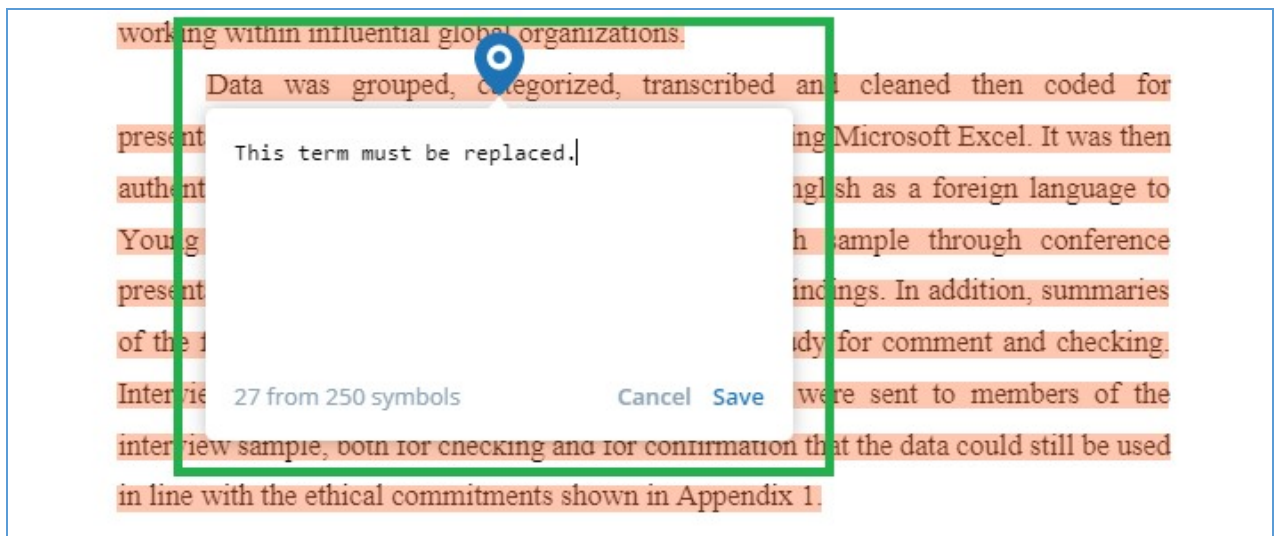 working within influential global organizations.
Data was grouped, categorized, transcribed and cleaned then coded for
present ing Microsoft Excel. It was then
This term must be replaced.
authent nglish as a foreign language to
Young h sample through conference
present indings. In addition, summaries
of the udy for comment and checking.
Intervie were sent to members of the
27 from 250 symbols Cancel Save
interview sample, both for checking and for confirmation that the data could still be used
in line with the ethical commitments shown in Appendix 1.